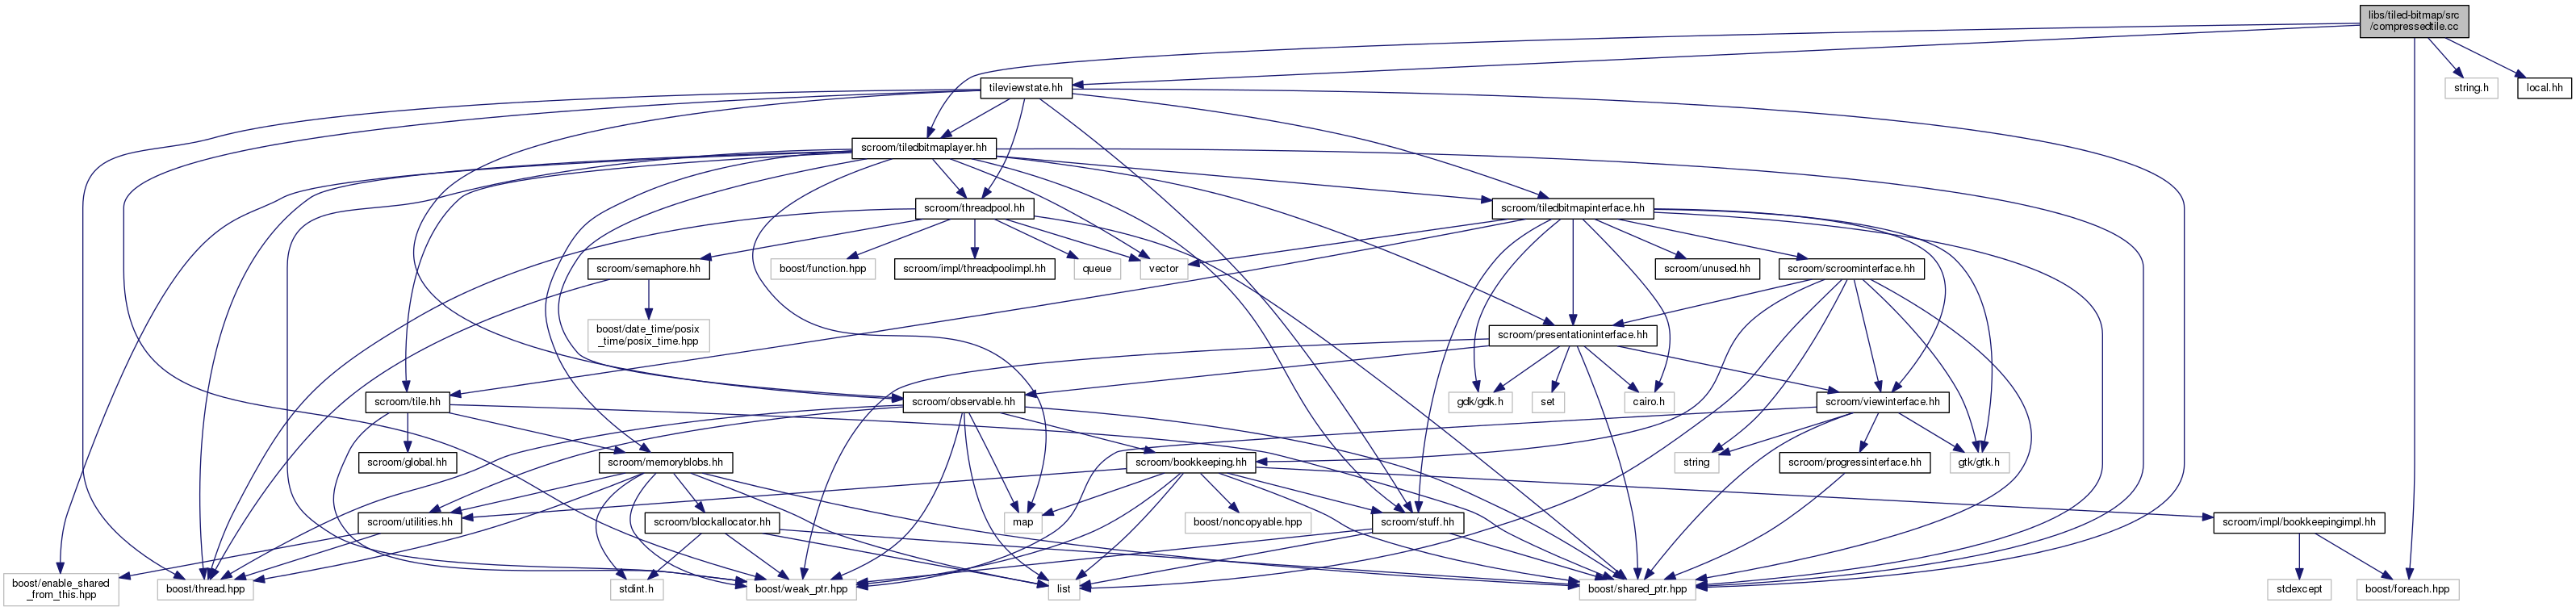 libs/tiled-bitmap/src
/compressedtile.cc
tileviewstate.hh
string.h
local.hh
scroom/tiledbitmaplayer.hh
scroom/threadpool.hh
scroom/tiledbitmapinterface.hh
scroom/semaphore.hh
boost/function.hpp
scroom/impl/threadpoolimpl.hh
queue
vector
scroom/unused.hh
scroom/scroominterface.hh
boost/date_time/posix
_time/posix_time.hpp
scroom/presentationinterface.hh
scroom/tile.hh
scroom/observable.hh
gdk/gdk.h
set
cairo.h
scroom/viewinterface.hh
scroom/global.hh
scroom/memoryblobs.hh
scroom/bookkeeping.hh
string
scroom/progressinterface.hh
gtk/gtk.h
scroom/utilities.hh
scroom/blockallocator.hh
map
boost/noncopyable.hpp
scroom/stuff.hh
scroom/impl/bookkeepingimpl.hh
boost/enable_shared
_from_this.hpp
boost/thread.hpp
stdint.h
boost/weak_ptr.hpp
list
boost/shared_ptr.hpp
stdexcept
boost/foreach.hpp